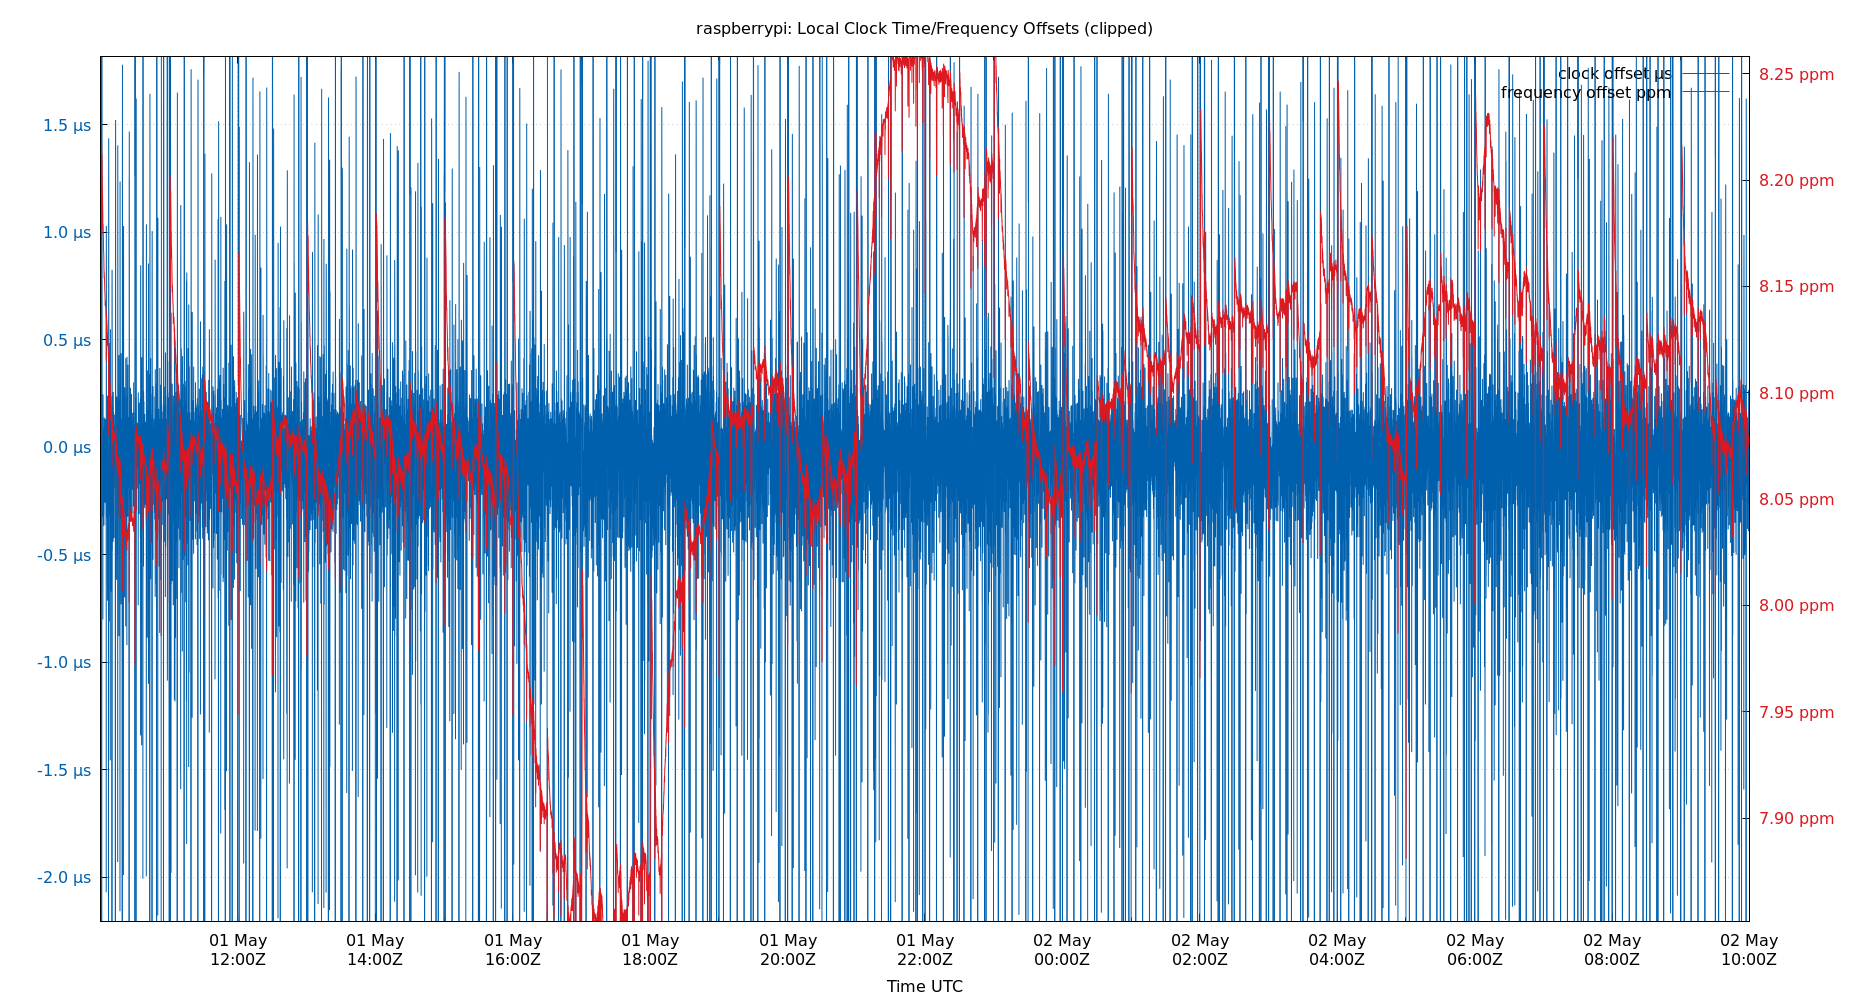 raspberrypi: Local Clock Time/Frequency Offsets (clipped)
clock offset µs
frequency offset ppm
1.5 µs
1.0 µs
0.5 µs
0.0 µs
-0.5 µs
-1.0 µs
-1.5 µs
-2.0 µs
8.25 ppm
8.20 ppm
8.15 ppm
8.10 ppm
8.05 ppm
8.00 ppm
7.95 ppm
7.90 ppm
01 May 01 May 01 May 01 May 01 May 01 May 02 May 02 May 02 May 02 May 02 May 02 May
12:00Z 14:00Z 16:00Z 18:00Z 20:00Z 22:00Z 00:00Z 02:00Z 04:00Z 06:00Z 08:00Z 10:00Z
Time UTC